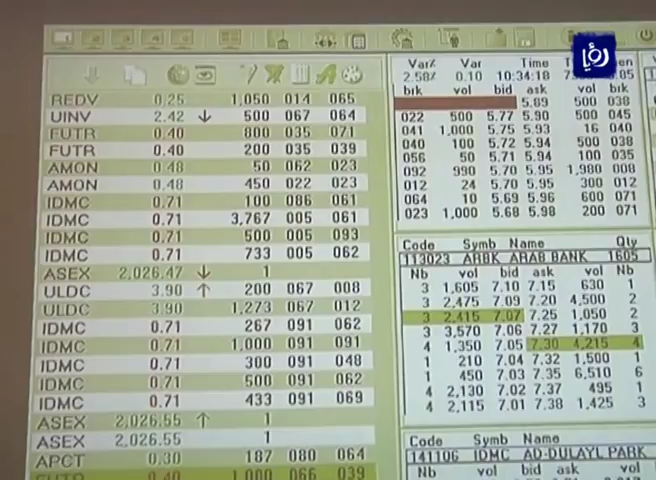 رؤيا
REDV 0.25 1,050 014 065
UINV 2.42 ↓ 500 067 064
FUTR 0.40 800 035 071
FUTR 0.40 200 035 039
AMON 0.48 50 062 023
AMON 0.48 450 022 023
IDMC 0.71 100 086 061
IDMC 0.71 3,767 005 061
IDMC 0.71 500 005 093
IDMC 0.71 733 005 062
ASEX 2,026.47 ↓ 1
ULDC 3.90 ↑ 200 067 008
ULDC 3.90 1,273 067 012
IDMC 0.71 267 091 062
IDMC 0.71 1,000 091 091
IDMC 0.71 300 091 048
IDMC 0.71 500 091 062
IDMC 0.71 433 091 069
ASEX 2,026.55 ↑ 1
ASEX 2,026.55 1
APCT 0.30 187 080 064
FUTR 0.40 1,000 066 039
Var% Var Time
2.58% 0.10 10:34:18
brk vol bid ask vol brk
5.89 500 038
022 500 5.77 5.90 500 045
041 1,000 5.75 5.93 16 040
040 100 5.72 5.94 500 038
056 50 5.71 5.94 100 035
092 990 5.70 5.95 1,980 008
012 24 5.70 5.95 300 012
064 10 5.69 5.96 600 071
023 1,000 5.68 5.98 200 071
Code Symb Name Qty
113023 ARBK ARAB BANK 1605
Nb vol bid ask vol Nb
3 1,605 7.10 7.15 630 1
3 2,475 7.09 7.20 4,500 2
3 2,415 7.07 7.25 1,050 2
3 3,570 7.06 7.27 1,170 3
4 1,350 7.05 7.30 4,215 4
1 210 7.04 7.32 1,500 1
1 450 7.03 7.35 6,510 6
4 2,130 7.02 7.37 495 1
4 2,115 7.01 7.38 1,425 3
Code Symb Name
141106 IDMC AD-DULAYL PARK
Nb vol bid ask vol